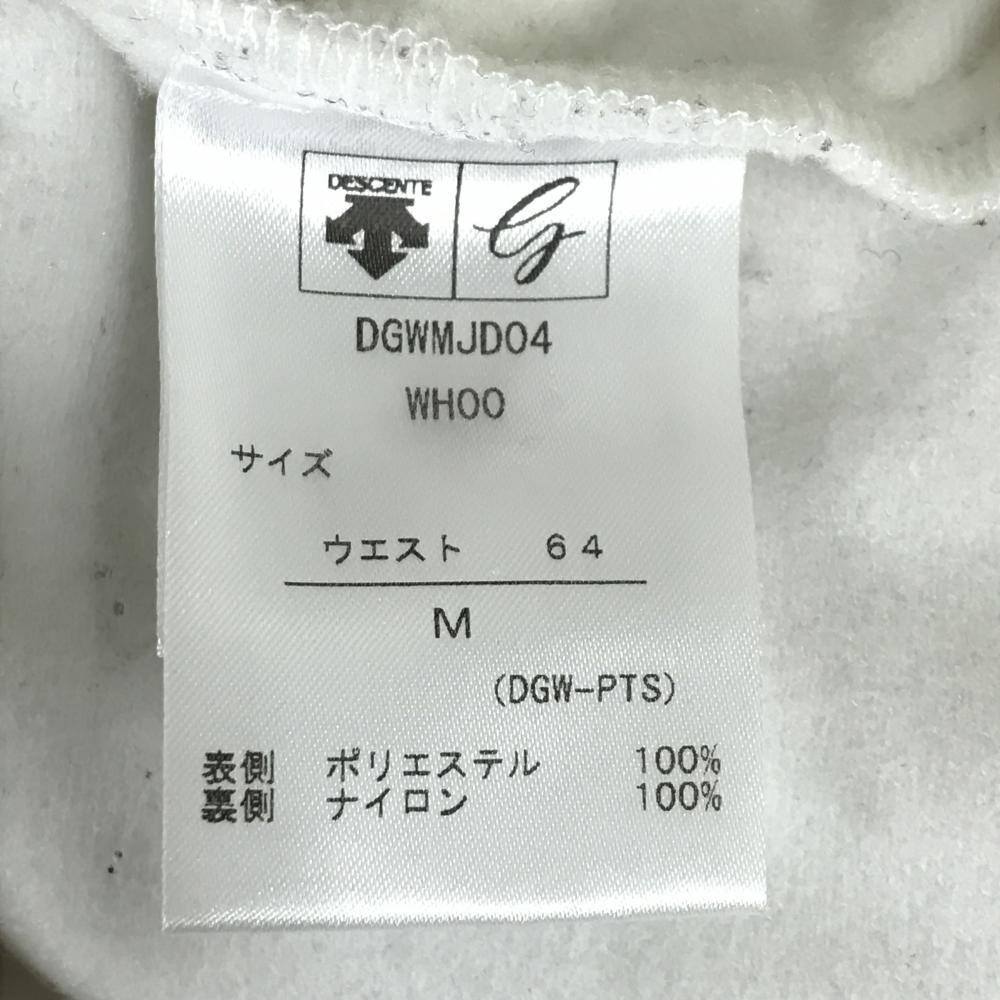 DESCENTE
G
DGWMJD04
WH00
サイズ
ウエスト 64
M
(DGW-PTS)
表側 ポリエステル 100%
裏側 ナイロン 100%